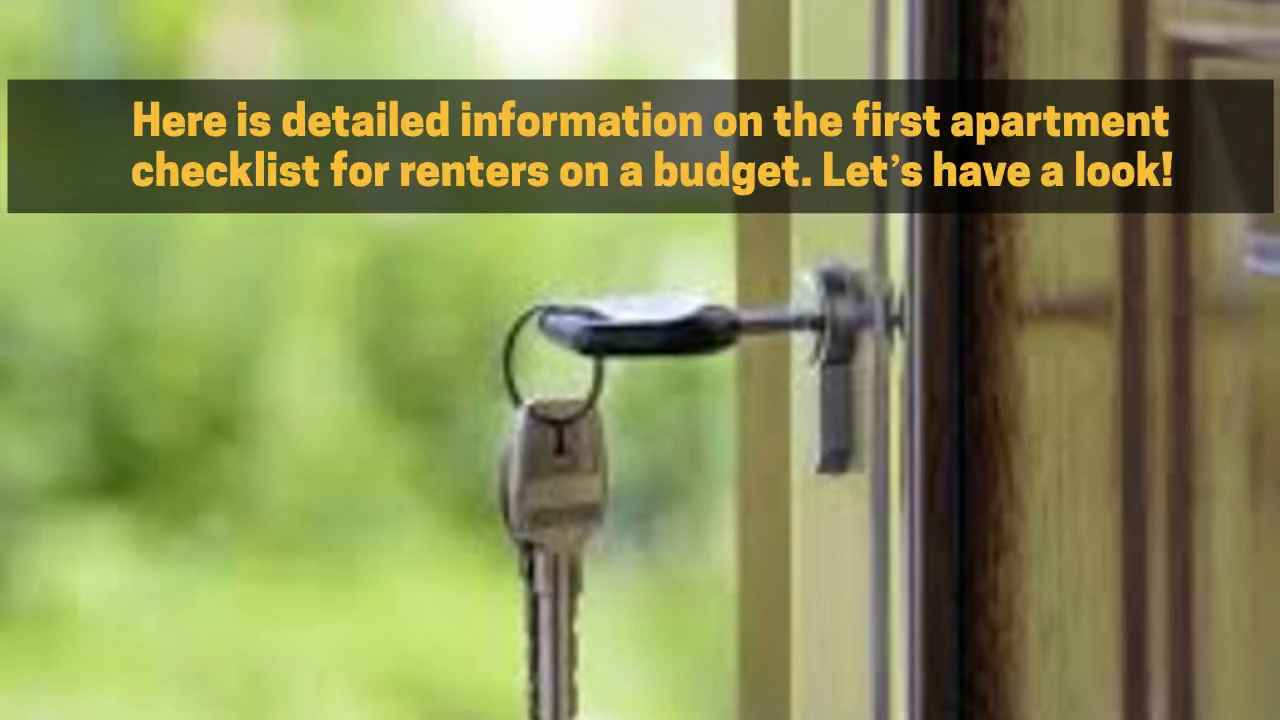 Here is detailed information on the first apartment
checklist for renters on a budget. Let’s have a look!